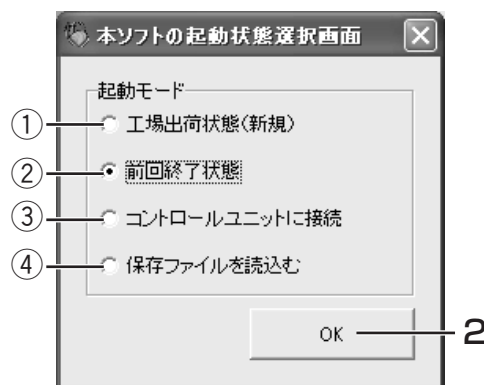 本ソフトの起動状態選択画面
起動モード
① 工場出荷状態(新規)
② 前回終了状態
③ コントロールユニットに接続
④ 保存ファイルを読込む
OK 2